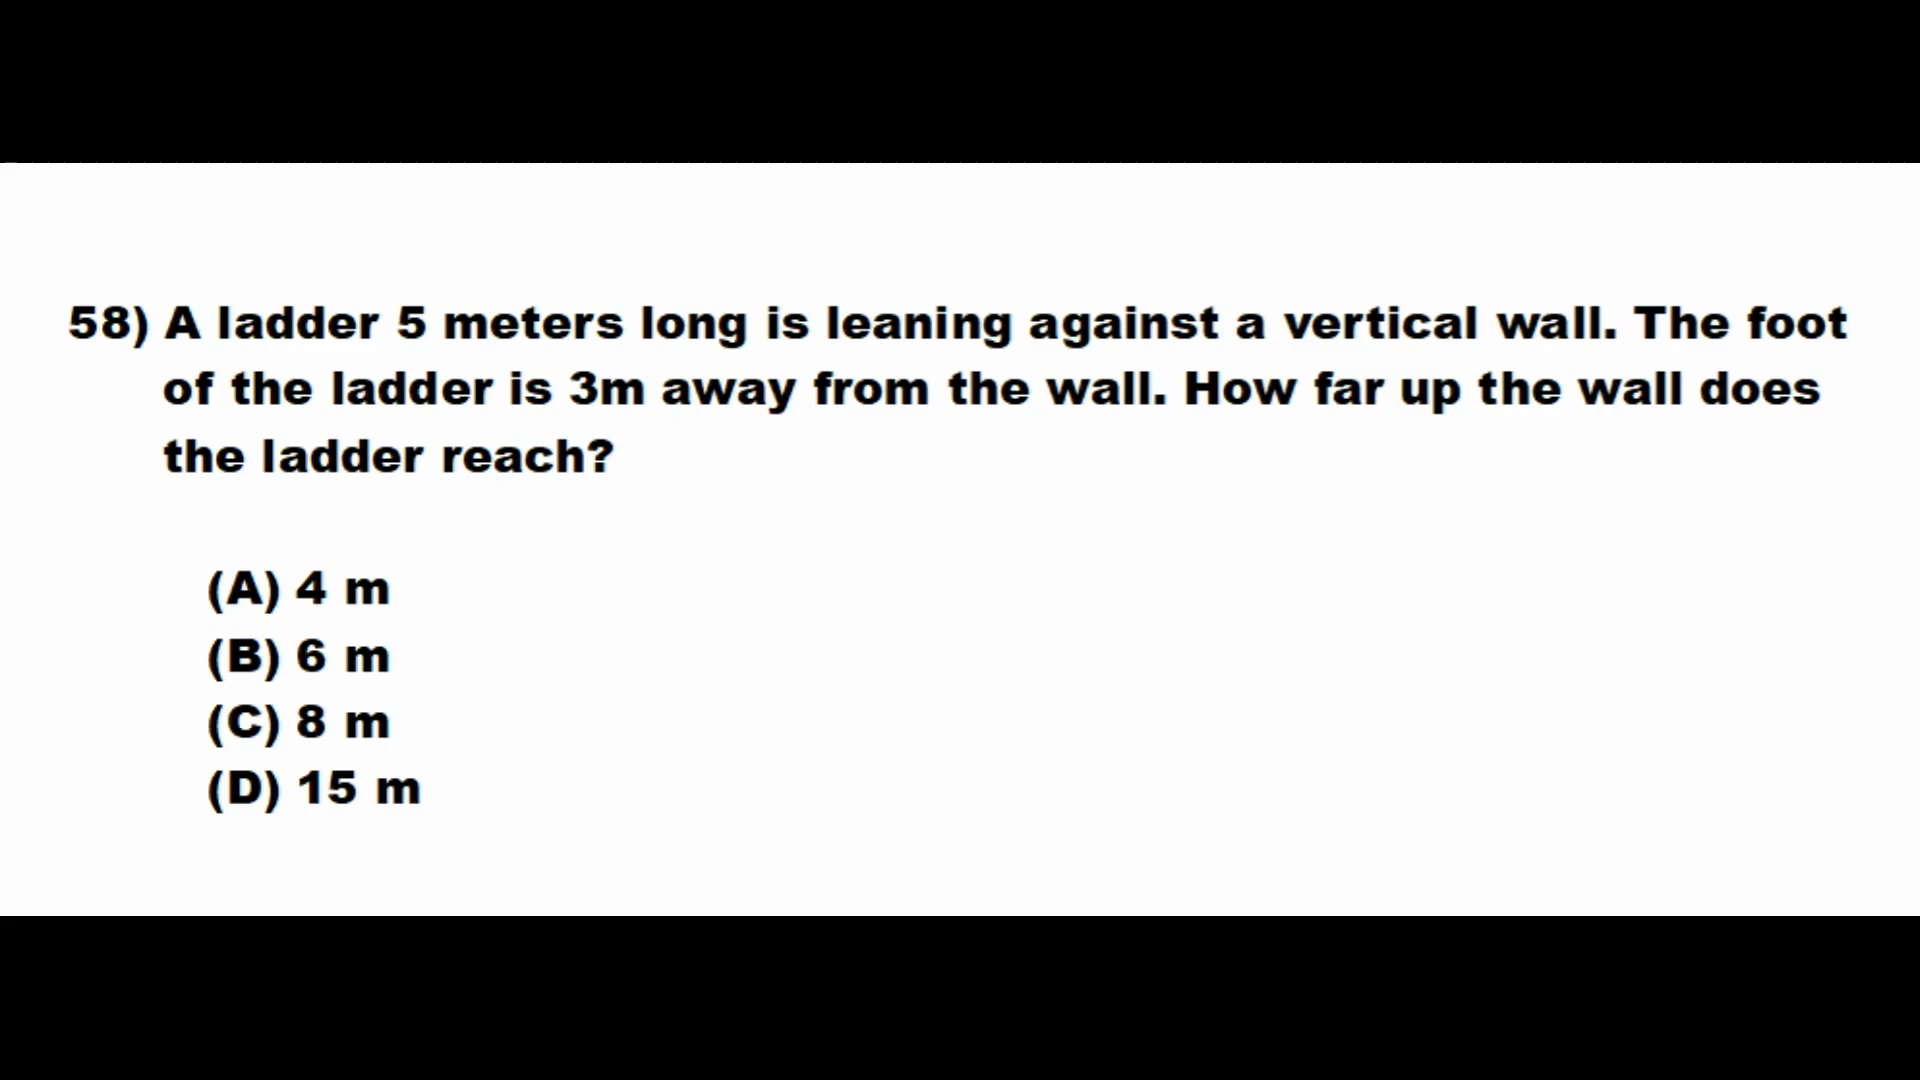 58) A ladder 5 meters long is leaning against a vertical wall. The foot
of the ladder is 3m away from the wall. How far up the wall does
the ladder reach?
(A) 4 m
(B) 6 m
(C) 8 m
(D) 15 m